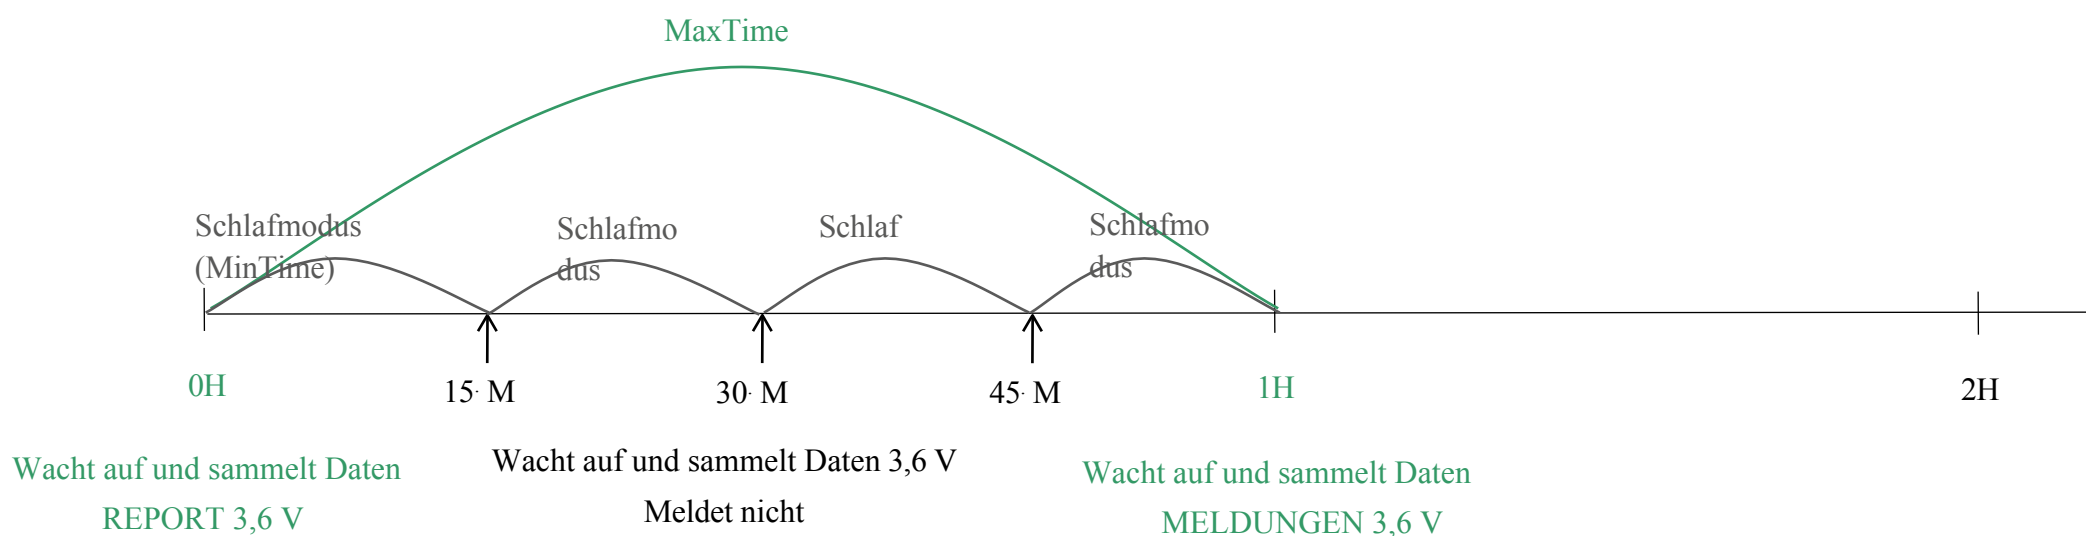 MaxTime
Schlafmodus
(MinTime)
Schlafmo
dus
Schlaf
Schlafmo
dus
0H
15. M
30. M
45. M
1H
2H
Wacht auf und sammelt Daten
REPORT 3,6 V
Wacht auf und sammelt Daten 3,6 V
Meldet nicht
Wacht auf und sammelt Daten
MELDUNGEN 3,6 V